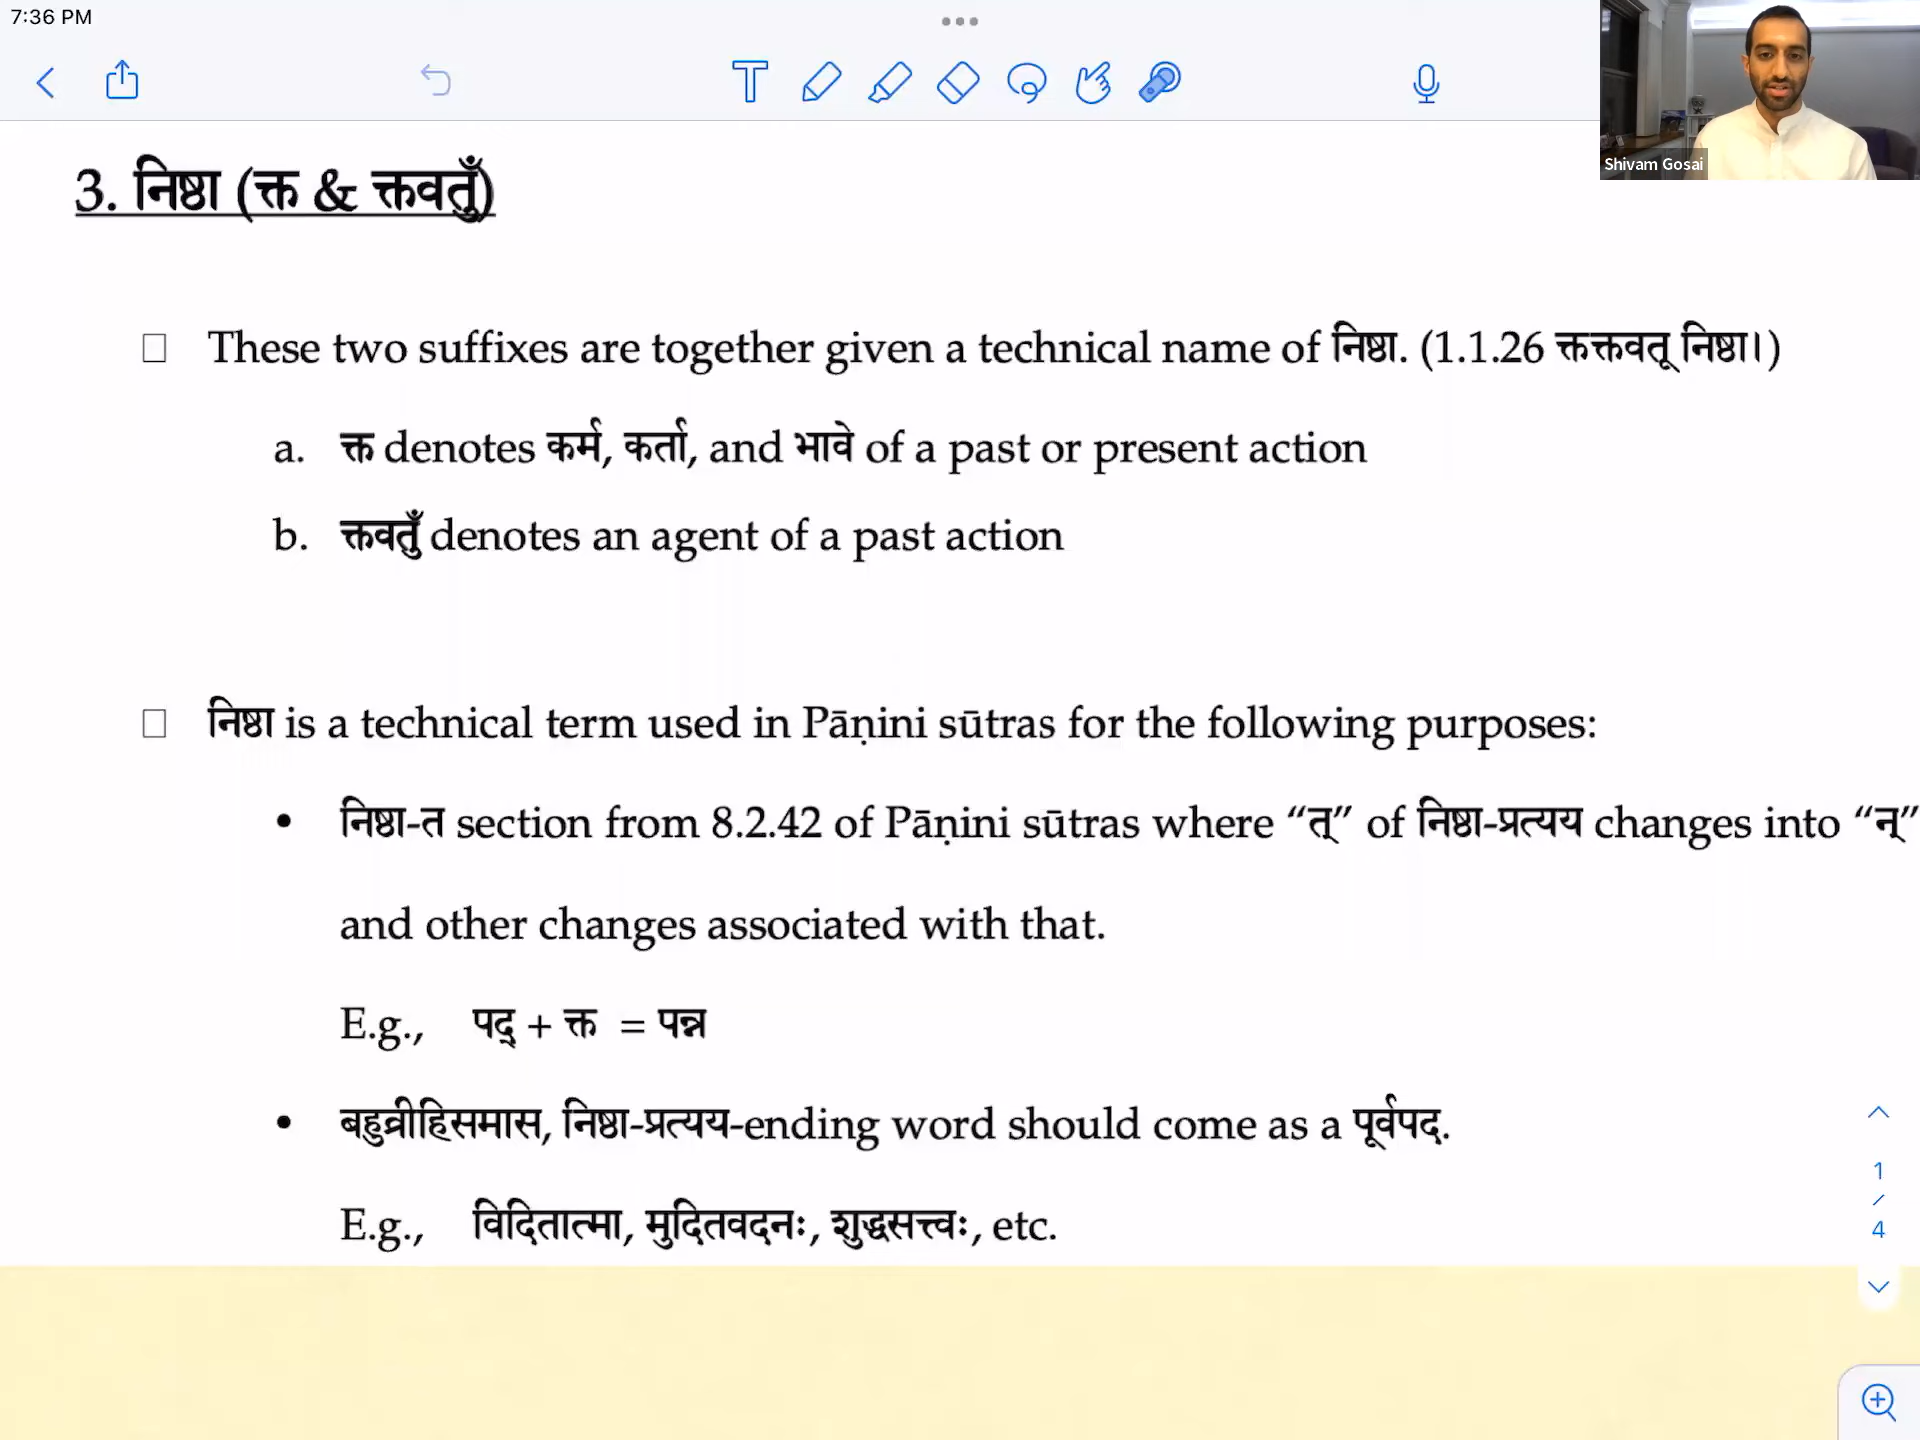 7:36 PM
Shivam Gosai
3. निष्ठा (क्त & क्तवतुँ)
These two suffixes are together given a technical name of निष्ठा. (1.1.26 क्तक्तवतू निष्ठा।)
a. क्त denotes कर्म, कर्ता, and भावे of a past or present action
b. क्तवतुँ denotes an agent of a past action
निष्ठा is a technical term used in Pāṇini sūtras for the following purposes:
• निष्ठा-त section from 8.2.42 of Pāṇini sūtras where “त्” of निष्ठा-प्रत्यय changes into “न्”
and other changes associated with that.
E.g., पद् + क्त = पन्न
• बहुव्रीहिसमास, निष्ठा-प्रत्यय-ending word should come as a पूर्वपद.
E.g., विदितात्मा, मुदितवदनः, शुद्धसत्त्वः, etc.
1
/
4